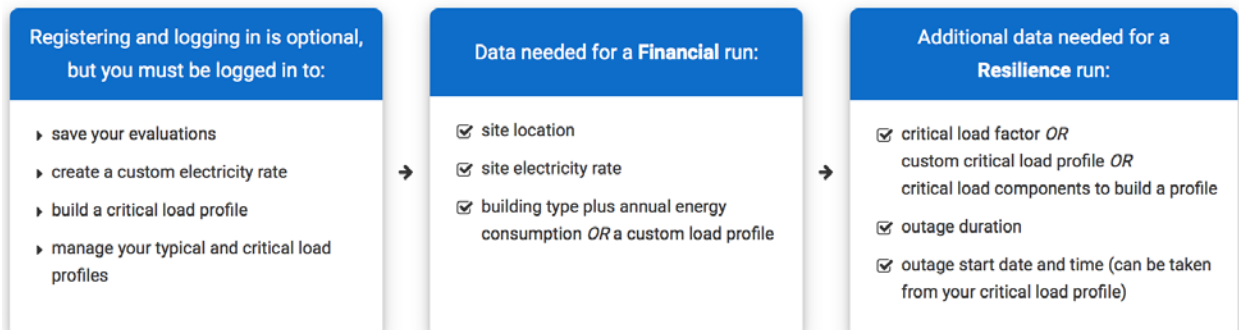 Registering and logging in is optional,
but you must be logged in to:
save your evaluations
create a custom electricity rate
build a critical load profile
manage your typical and critical load
profiles
Data needed for a Financial run:
site location
site electricity rate
building type plus annual energy
consumption OR a custom load profile
Additional data needed for a
Resilience run:
critical load factor OR
custom critical load profile OR
critical load components to build a profile
outage duration
outage start date and time (can be taken
from your critical load profile)